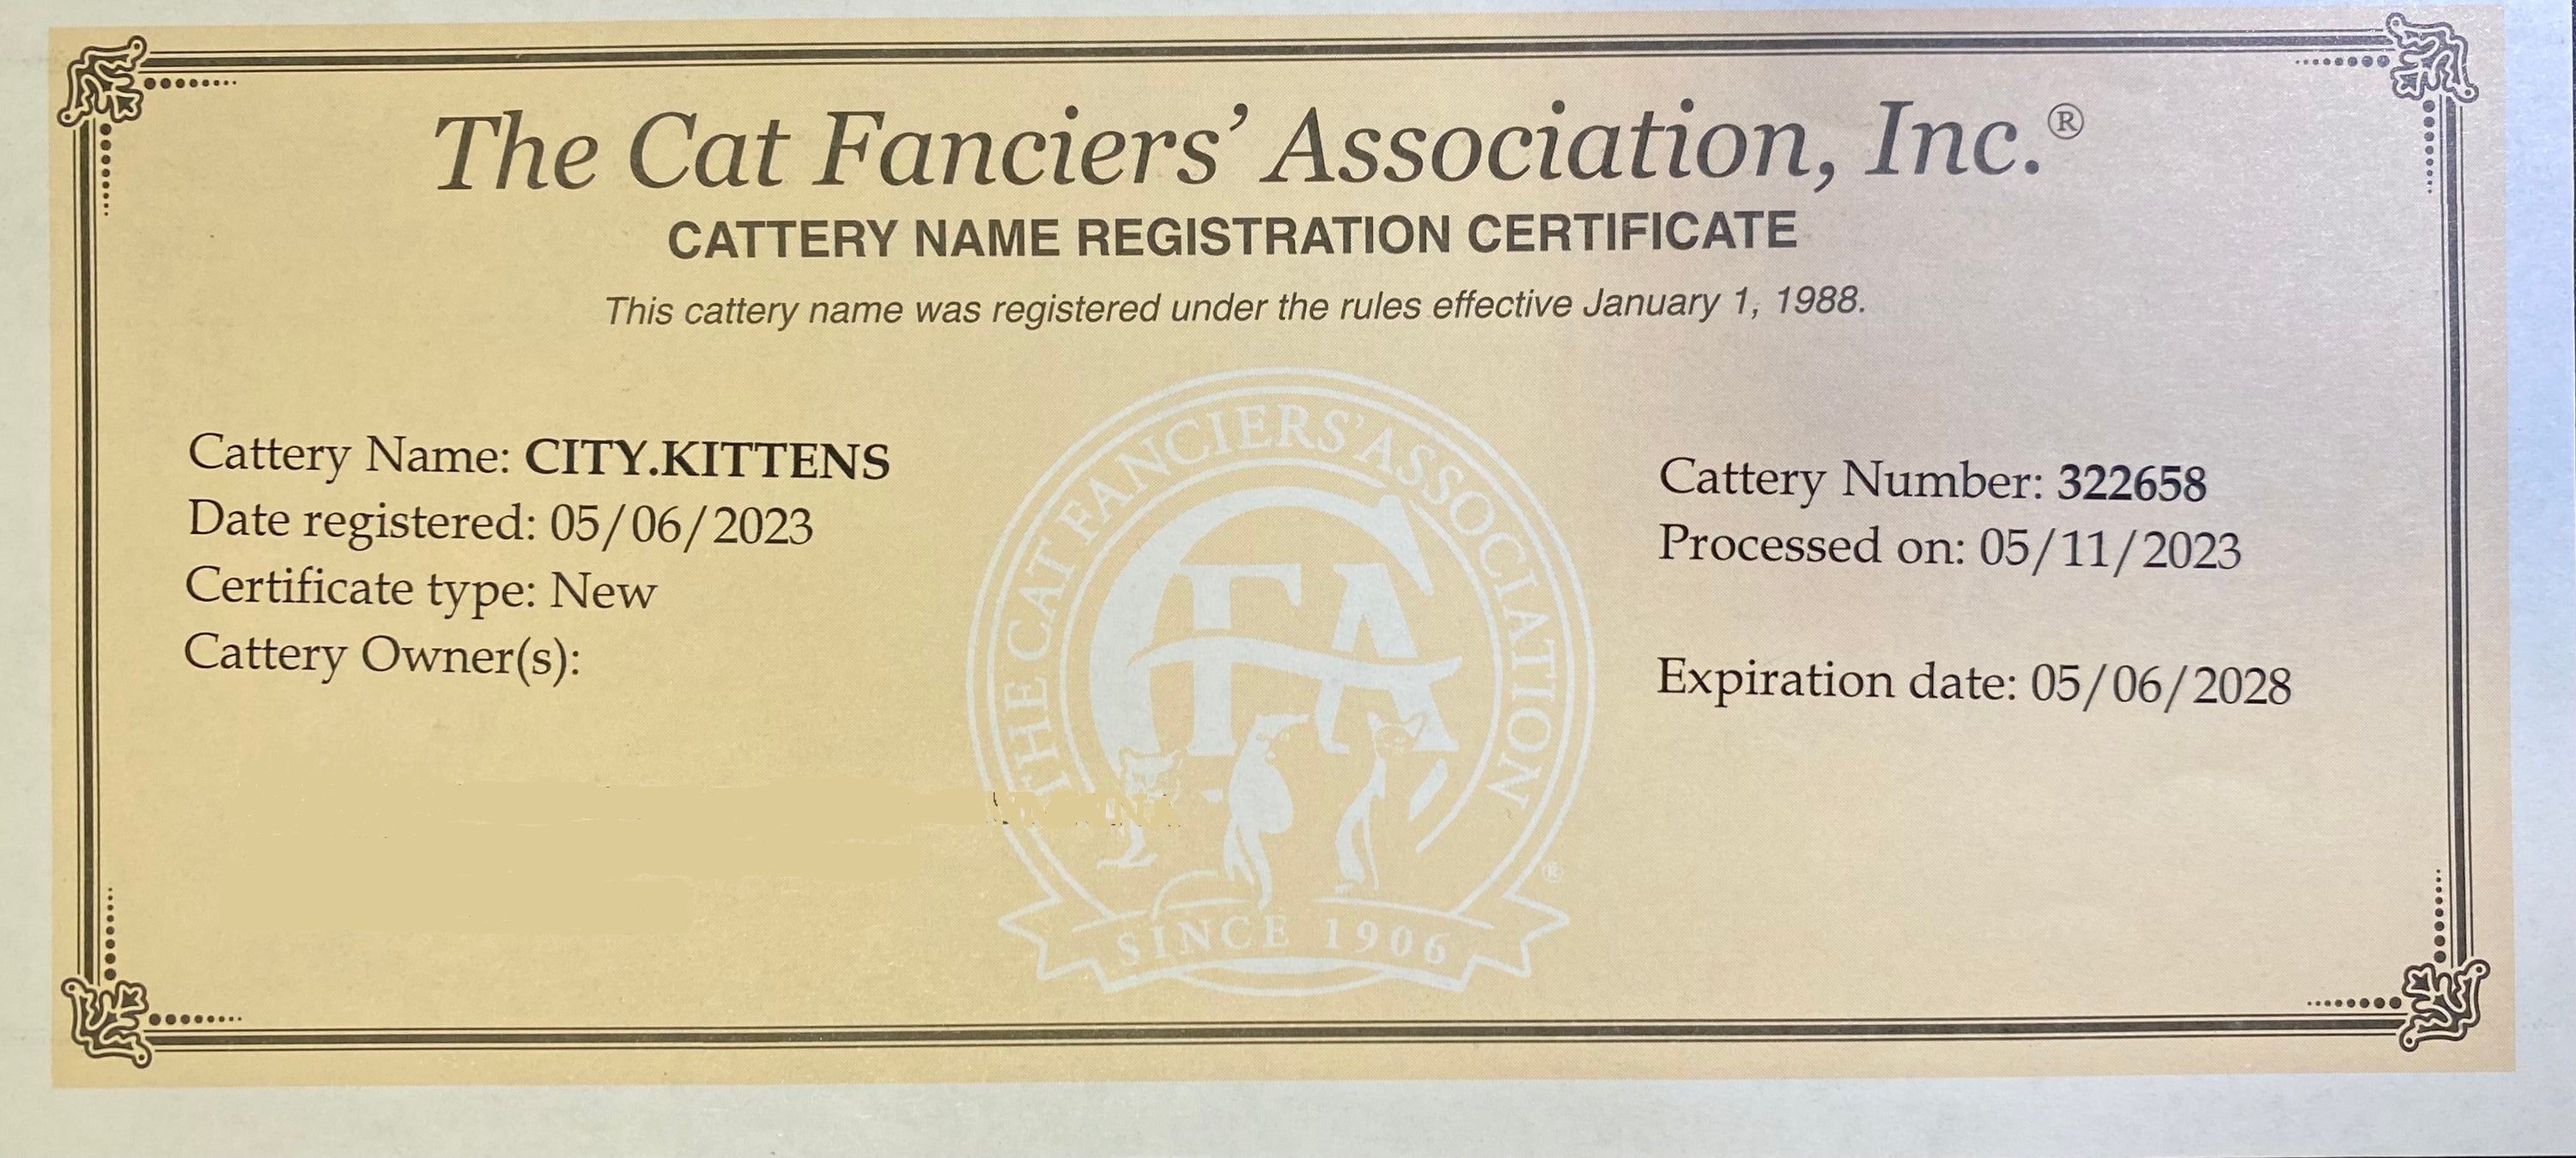 The Cat Fanciers' Association, Inc.®
CATTERY NAME REGISTRATION CERTIFICATE
This cattery name was registered under the rules effective January 1, 1988.
Cattery Name: CITY.KITTENS
Date registered: 05/06/2023
Certificate type: New
Cattery Owner(s):
Cattery Number: 322658
Processed on: 05/11/2023
Expiration date: 05/06/2028
THE CAT FANCIERS' ASSOCIATION
CFA
®
SINCE 1906